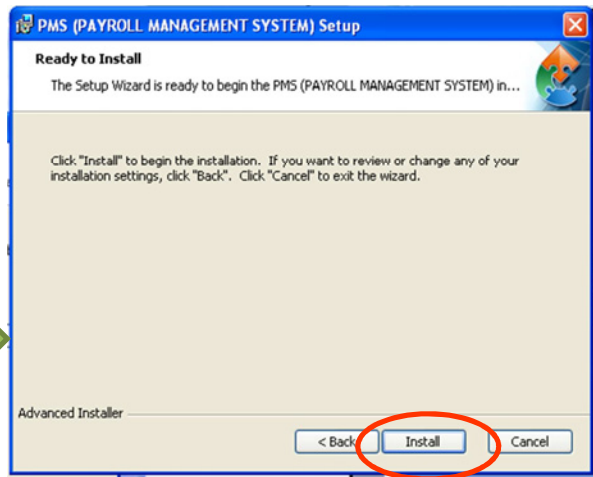 PMS (PAYROLL MANAGEMENT SYSTEM) Setup
Ready to Install
The Setup Wizard is ready to begin the PMS (PAYROLL MANAGEMENT SYSTEM) in...
Click "Install" to begin the installation. If you want to review or change any of your
installation settings, click "Back". Click "Cancel" to exit the wizard.
Advanced Installer
< Back Install Cancel